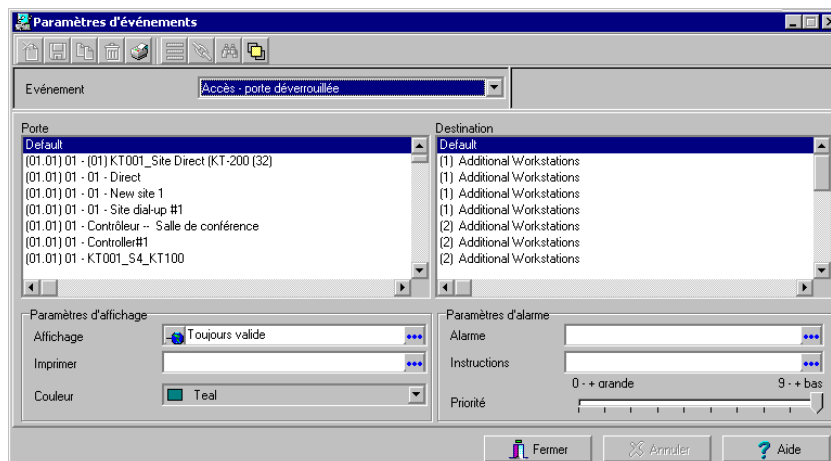 Paramètres d'événements
Evénement
Accès - porte déverrouillée
Porte
Default
(01.01) 01 - (01) KT001_Site Direct (KT-200 (32)
(01.01) 01 - 01 - Direct
(01.01) 01 - 01 - New site 1
(01.01) 01 - 01 - Site dial-up #1
(01.01) 01 - Contrôleur -- Salle de conférence
(01.01) 01 - Controller#1
(01.01) 01 - KT001_S4_KT100
Destination
Default
(1) Additional Workstations
(1) Additional Workstations
(1) Additional Workstations
(1) Additional Workstations
(2) Additional Workstations
(2) Additional Workstations
(2) Additional Workstations
Paramètres d'affichage
Affichage
Toujours valide
Imprimer
Couleur
Teal
Paramètres d'alarme
Alarme
Instructions
0 - + grande
9 - + bas
Priorité
Fermer
Annuler
Aide